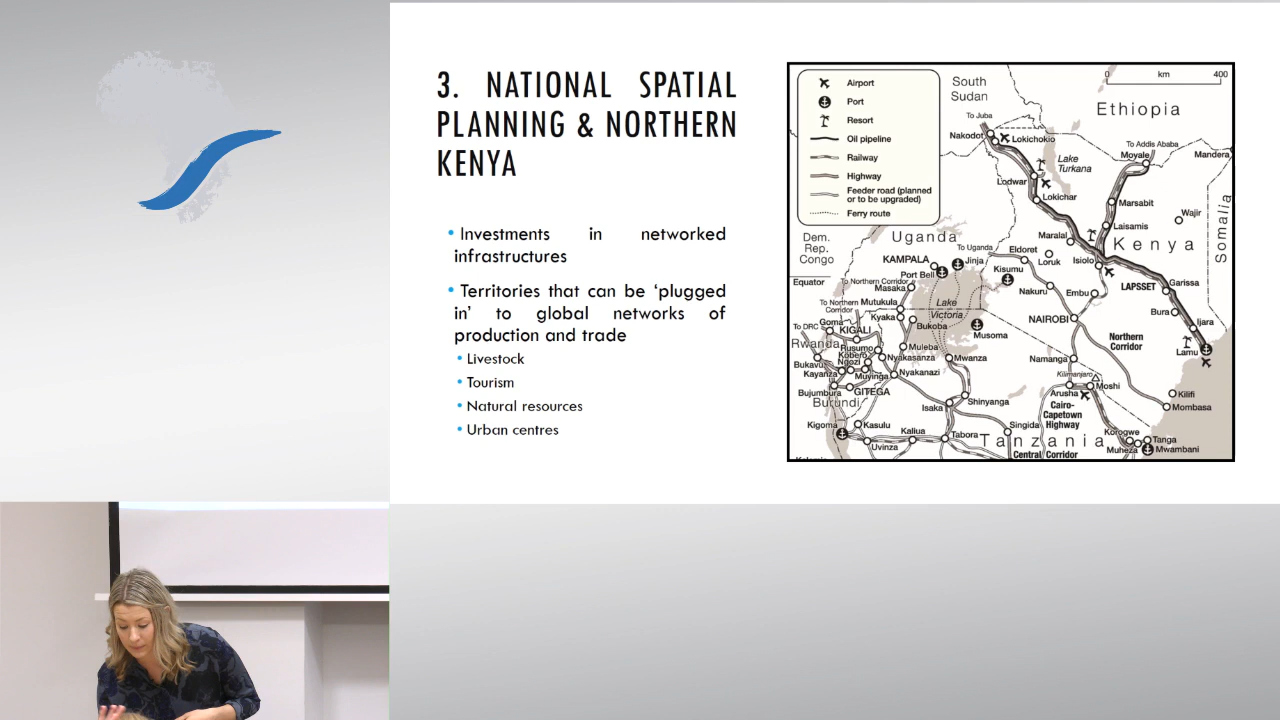 3. NATIONAL SPATIAL
PLANNING & NORTHERN
KENYA
• Investments in networked
infrastructures
• Territories that can be ‘plugged
in’ to global networks of
production and trade
• Livestock
• Tourism
• Natural resources
• Urban centres
Airport
Port
Resort
Oil pipeline
Railway
Highway
Feeder road (planned
or to be upgraded)
Ferry route
0 km 400
South
Sudan
Ethiopia
To Juba
Nakodot
Lokichokio
Lake
Turkana
To Addis Ababa
Moyale
Mandera
Lodwar
Lokichar
Marsabit
Wajir
Somalia
Laisamis
Maralal
Kenya
Dem.
Rep.
Congo
Uganda
To Uganda
Eldoret
Loruk
Isiolo
KAMPALA
Jinja
Port Bell
Kisumu
Equator
To Northern Corridor
Masaka
Nakuru
Embu
LAPSSET
Garissa
To Northern
Corridor
Mutukula
Lake
Victoria
Bura
Ijara
Kyaka
NAIROBI
Goma
To DRC
KIGALI
Bukoba
Musoma
Northern
Corridor
Lamu
Rwanda
Rusumo
Kobero
Ngozi
Muleba
Nyakasanza
Mwanza
Namanga
Bukavu
Kayanza
Muyinga
Nyakanazi
Kilimanjaro
Moshi
Bujumbura
GITEGA
Arusha
Kilifi
Burundi
Isaka
Shinyanga
Cairo-
Capetown
Highway
Mombasa
Kigoma
Kasulu
Kaliua
Singida
Korogwe
Tanga
Uvinza
Tabora
Tanzania
Muheza
Mwambani
Central Corridor